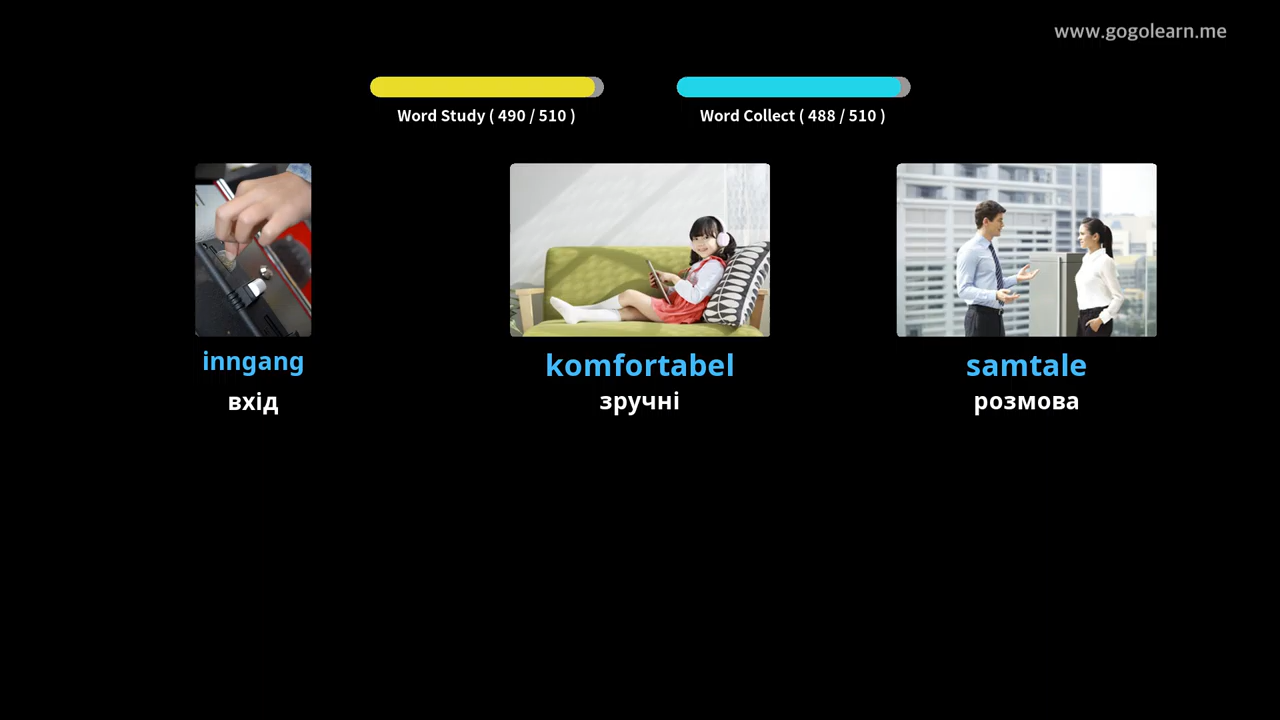 www.gogolearn.me
Word Study ( 490 / 510 )
Word Collect ( 488 / 510 )
inngang
вхід
komfortabel
зручні
samtale
розмова